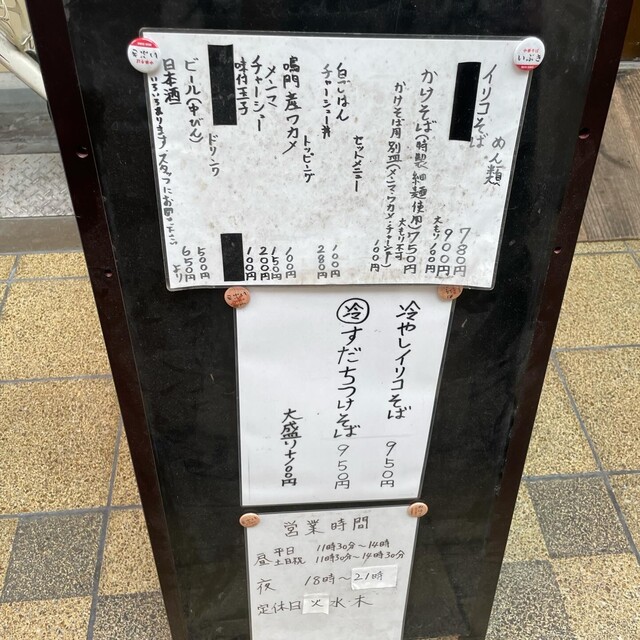 めん類
イリコそば 780円
900円
大もり100円
かけそば(特製細麺使用) 750円
大もり不可
かけそば用別皿(メンマ・ワカメ・チャーシュー) 100円
セットメニュー
白ごはん 100円
チャーシュー丼 280円
トッピング
鳴門産ワカメ 100円
メンマ 150円
チャーシュー 200円
味付玉子 100円
ドリンク
ビール(中びん) 500円
日本酒 650円より
いろいろあります。スタッフにお聞き下さい
いぶき
冷やしイリコそば 950円
冷 すだちつけそば 950円
大盛り+100円
営業時間
昼 平日 11時30分～14時
土日祝 11時30分～14時30分
夜 18時～21時
定休日 火 水 木